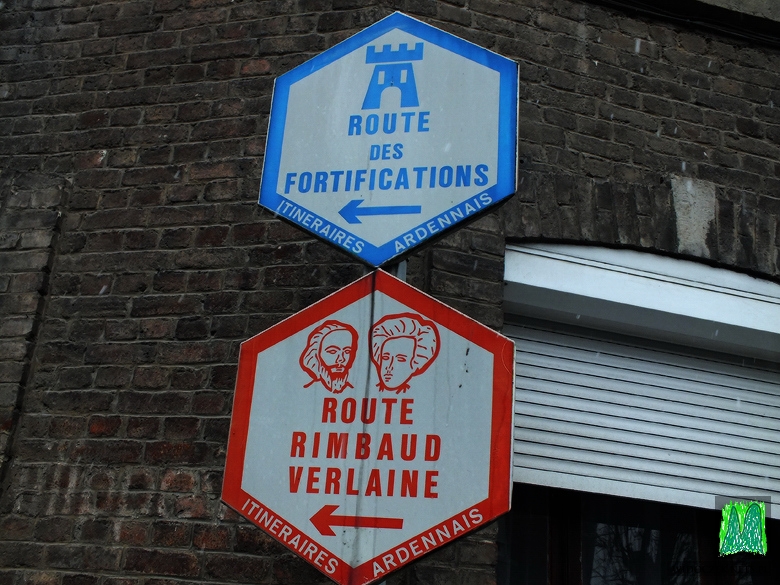 ROUTE
DES
FORTIFICATIONS
ITINERAIRES ARDENNAIS
ROUTE
RIMBAUD
VERLAINE
ITINERAIRES ARDENNAIS